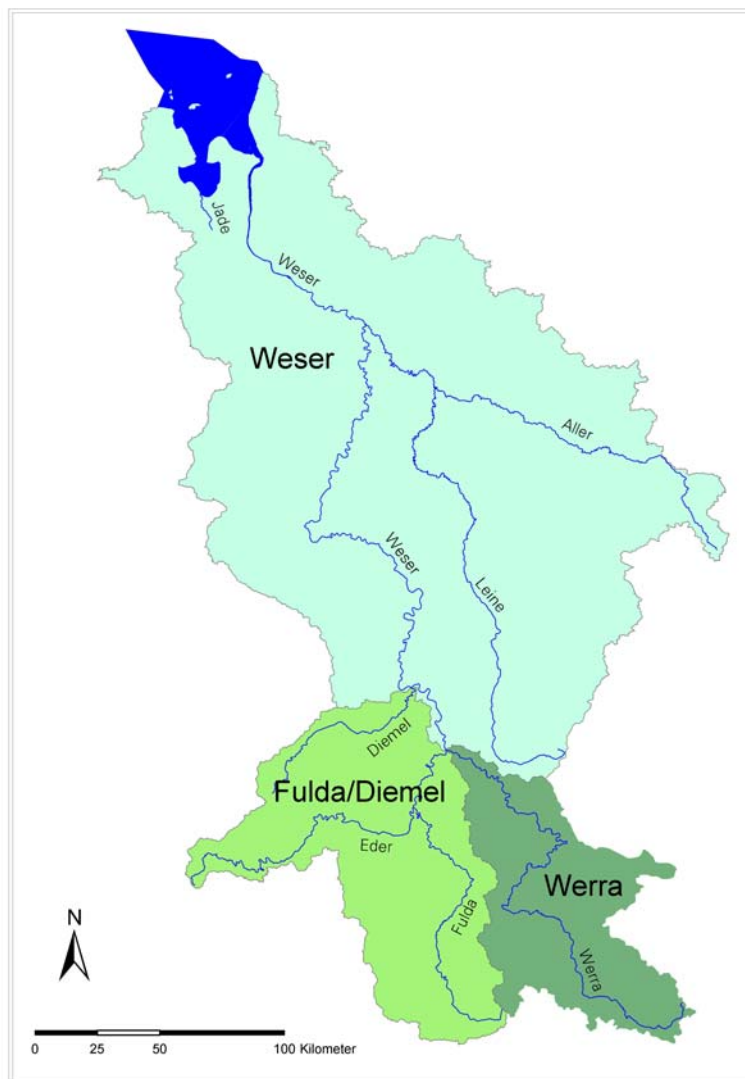 Jade
Weser
Weser
Aller
Weser
Leine
Diemel
Fulda/Diemel
Eder
Werra
Fulda
N
Werra
0 25 50 100 Kilometer